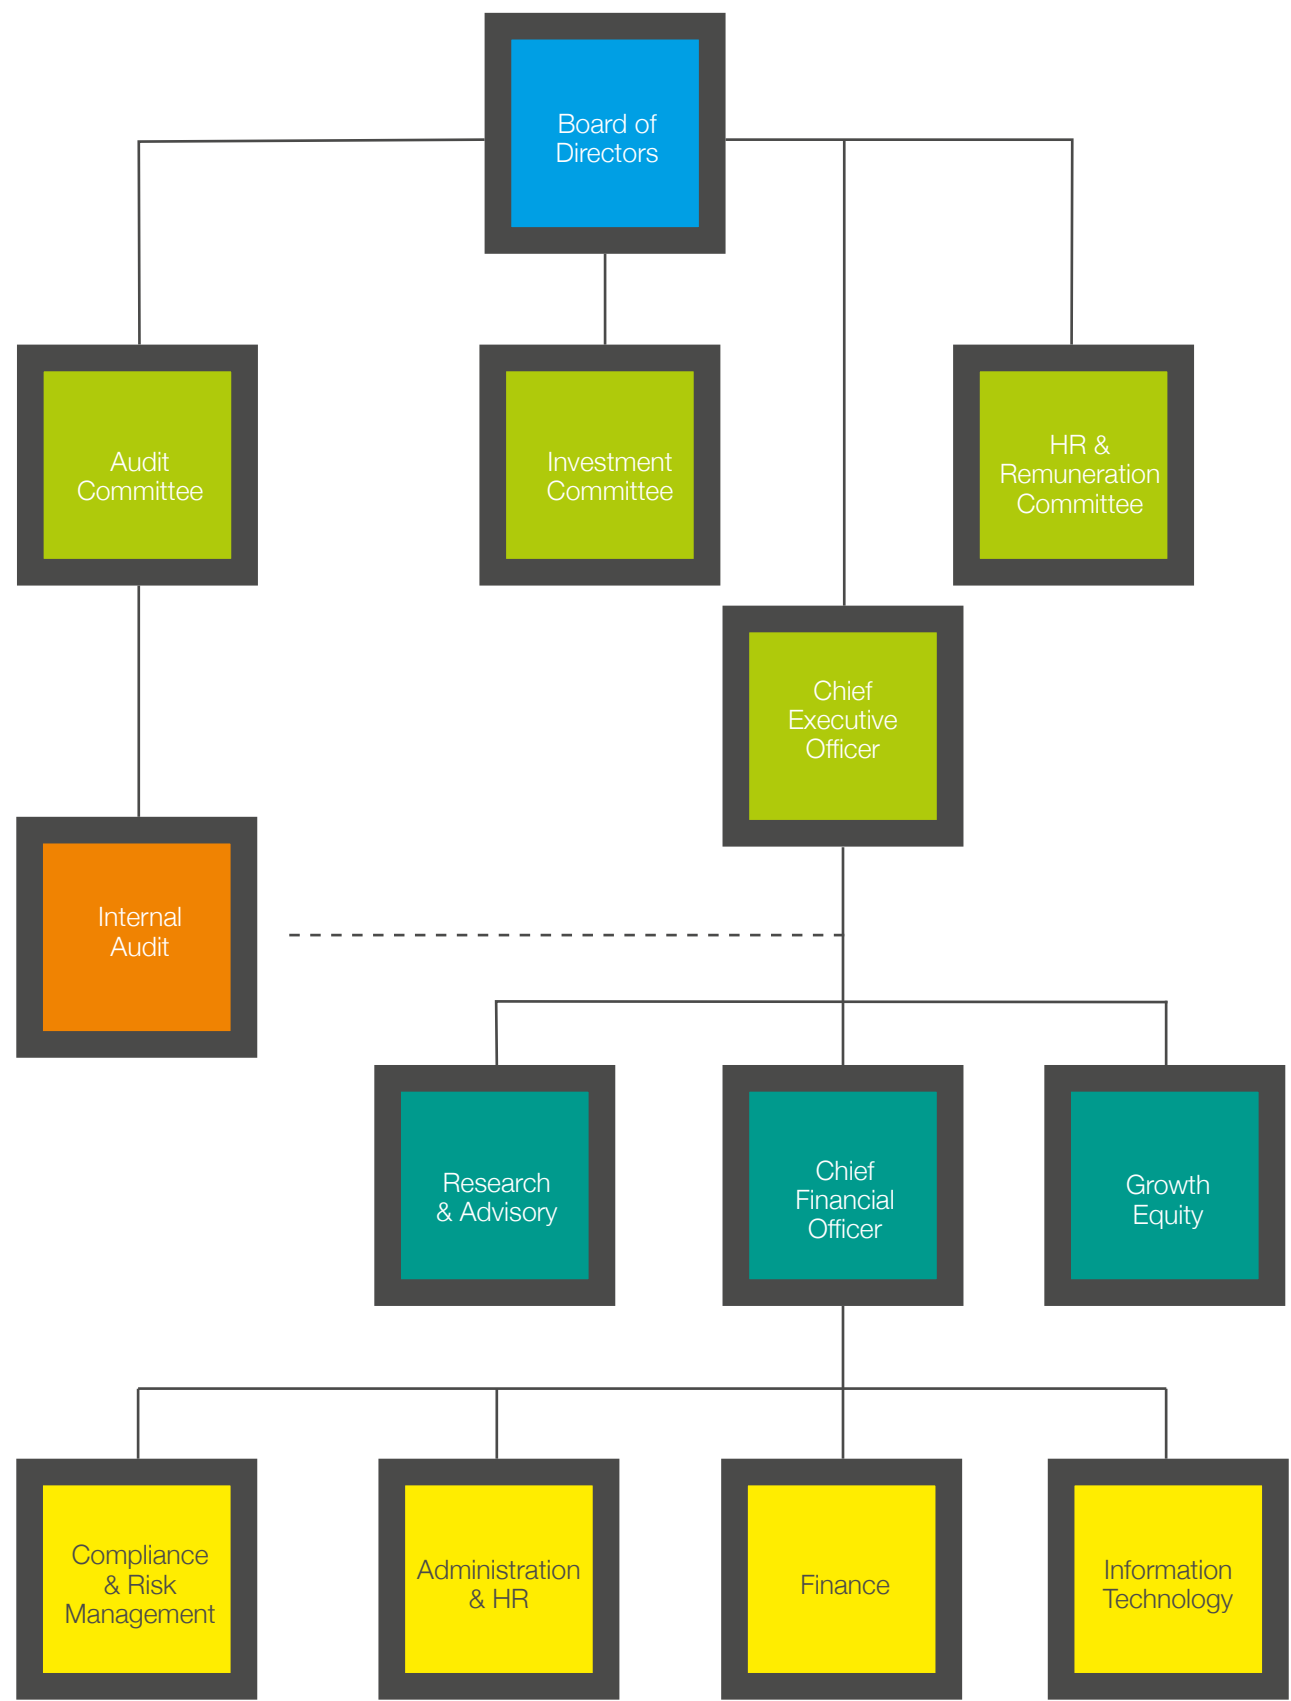 Board of
Directors
Audit
Committee
Investment
Committee
HR &
Remuneration
Committee
Chief
Executive
Officer
Internal
Audit
Research
& Advisory
Chief
Financial
Officer
Growth
Equity
Compliance
& Risk
Management
Administration
& HR
Finance
Information
Technology